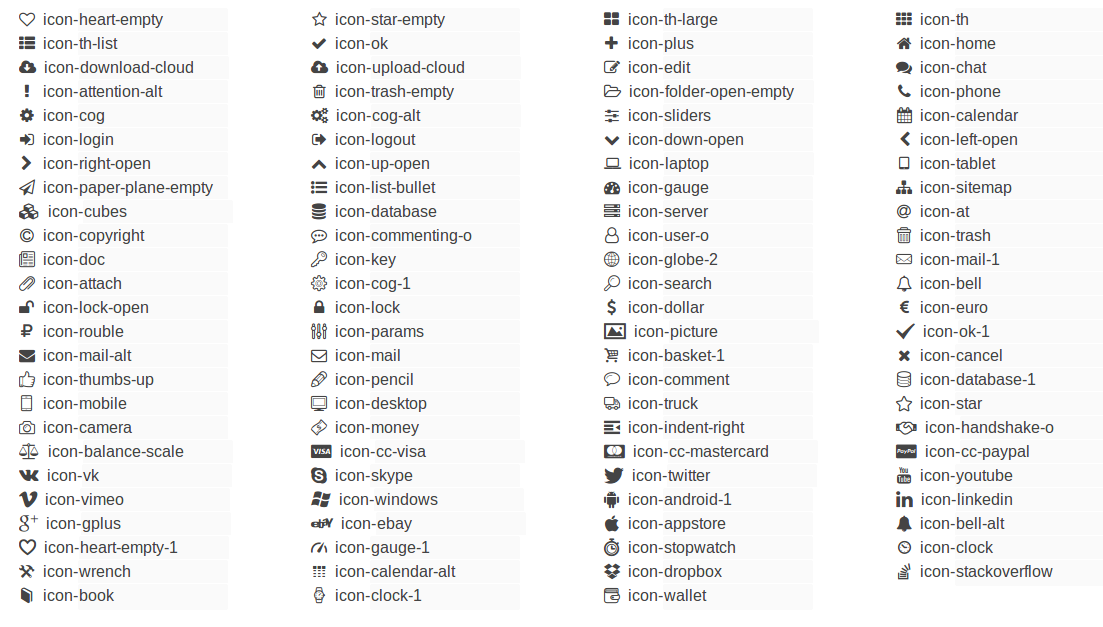 icon-heart-empty icon-star-empty icon-th-large icon-th
icon-th-list icon-ok icon-plus icon-home
icon-download-cloud icon-upload-cloud icon-edit icon-chat
icon-attention-alt icon-trash-empty icon-folder-open-empty icon-phone
icon-cog icon-cog-alt icon-sliders icon-calendar
icon-login icon-logout icon-down-open icon-left-open
icon-right-open icon-up-open icon-laptop icon-tablet
icon-paper-plane-empty icon-list-bullet icon-gauge icon-sitemap
icon-cubes icon-database icon-server icon-at
icon-copyright icon-commenting-o icon-user-o icon-trash
icon-doc icon-key icon-globe-2 icon-mail-1
icon-attach icon-cog-1 icon-search icon-bell
icon-lock-open icon-lock icon-dollar icon-euro
icon-rouble icon-params icon-picture icon-ok-1
icon-mail-alt icon-mail icon-basket-1 icon-cancel
icon-thumbs-up icon-pencil icon-comment icon-database-1
icon-mobile icon-desktop icon-truck icon-star
icon-camera icon-money icon-indent-right icon-handshake-o
icon-balance-scale VISA icon-cc-visa icon-cc-mastercard PayPal icon-cc-paypal
icon-vk icon-skype icon-twitter You Tube icon-youtube
icon-vimeo icon-windows icon-android-1 in icon-linkedin
g+ icon-gplus ebay icon-ebay icon-appstore icon-bell-alt
icon-heart-empty-1 icon-gauge-1 icon-stopwatch icon-clock
icon-wrench icon-calendar-alt icon-dropbox icon-stackoverflow
icon-book icon-clock-1 icon-wallet